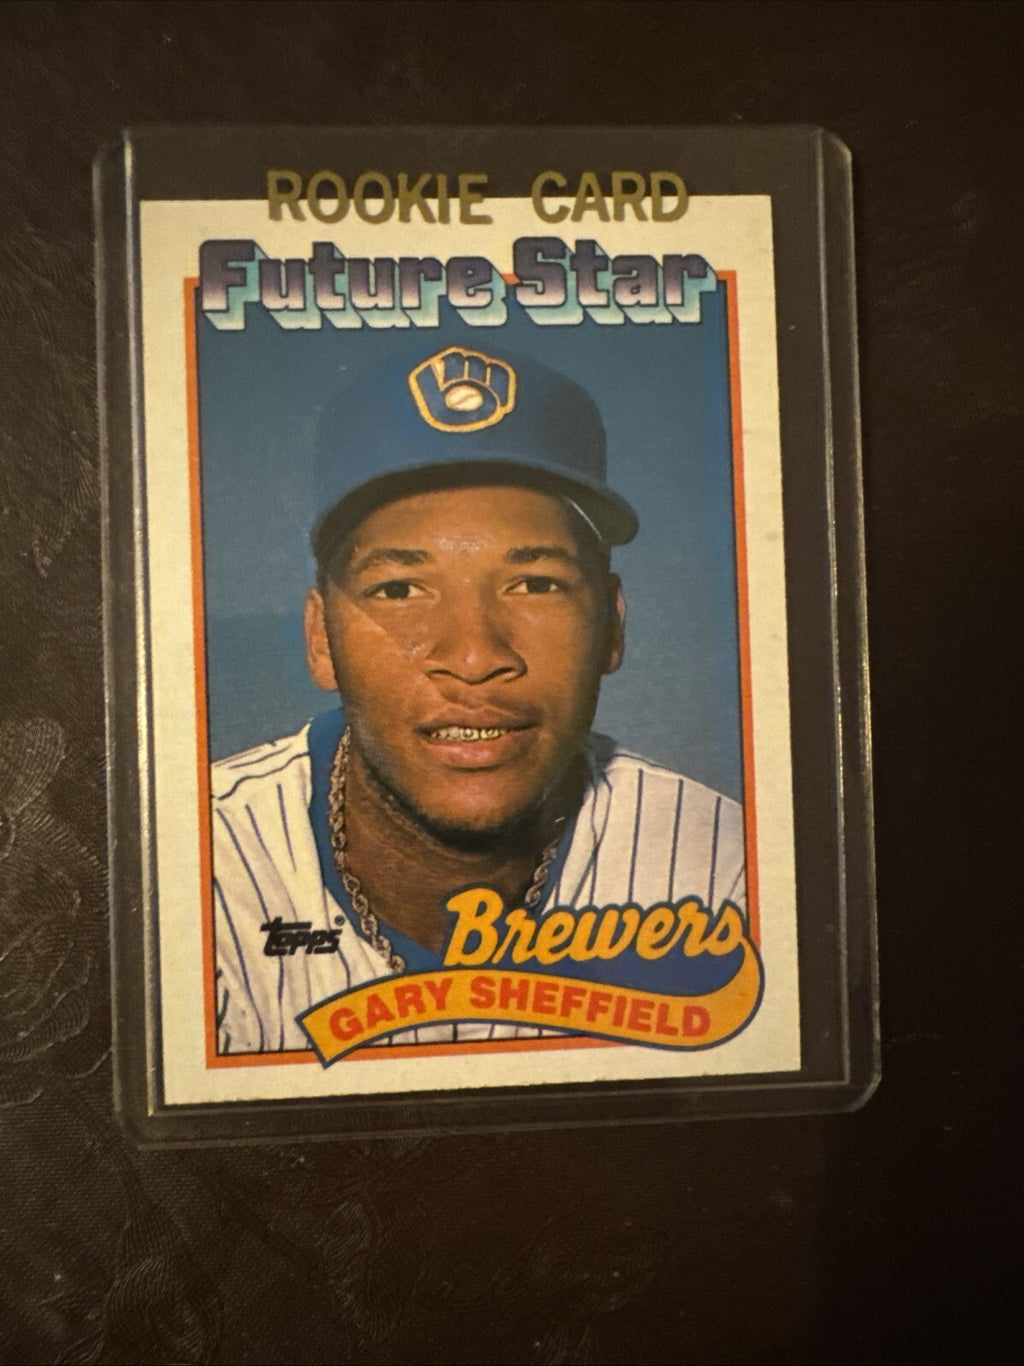 ROOKIE CARD
Future Star
topps®
Brewers
GARY SHEFFIELD